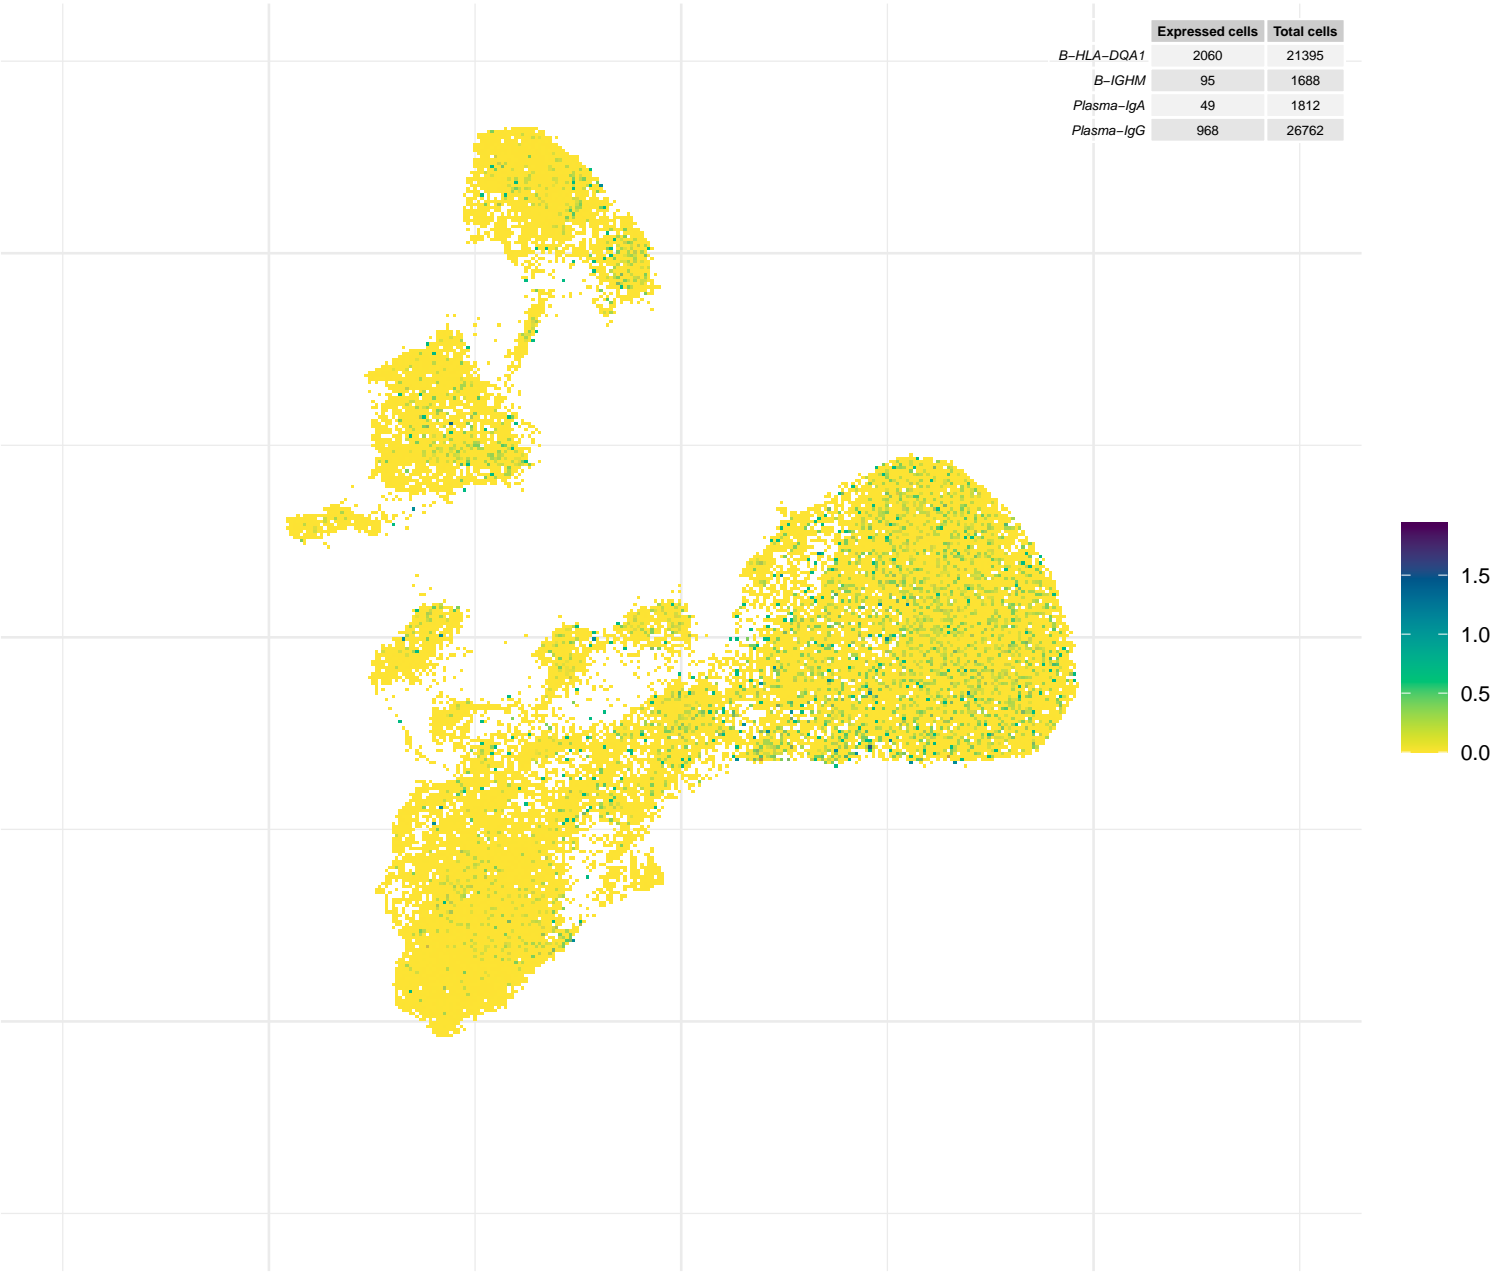 Expressed cells Total cells
B−HLA−DQA1 2060 21395
B−IGHM 95 1688
Plasma−IgA 49 1812
Plasma−IgG 968 26762
1.5
1.0
0.5
0.0